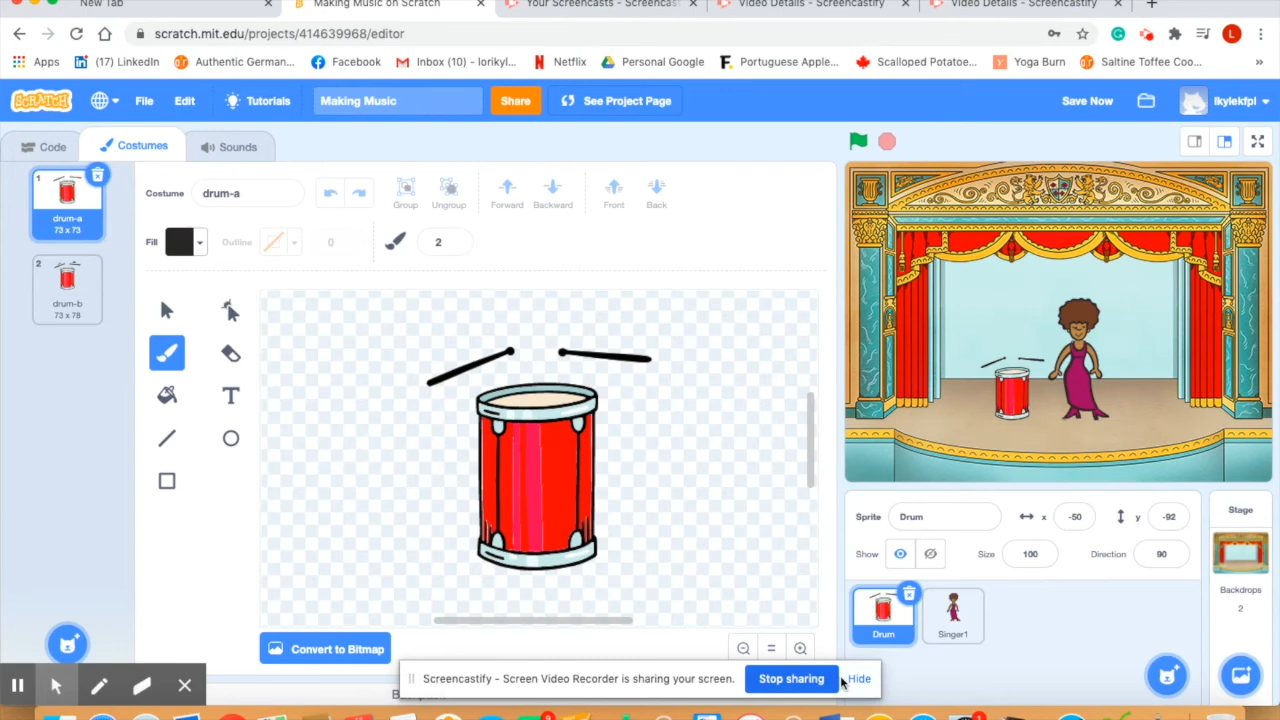 New Tab
Making Music on Scratch
Your Screencasts - Screencast
Video Details - Screencastify
Video Details - Screencastify
scratch.mit.edu/projects/414639968/editor
L
Apps
(17) LinkedIn
Authentic German...
Facebook
Inbox (10) - lorikyl...
Netflix
Personal Google
Portuguese Apple...
Scalloped Potatoe...
Yoga Burn
Saltine Toffee Coo...
»
SCRATCH
File
Edit
Tutorials
Making Music
Share
See Project Page
Save Now
lkylekfpl
Code
Costumes
Sounds
1
drum-a
73 x 73
2
drum-b
73 x 78
Costume
drum-a
Group
Ungroup
Forward
Backward
Front
Back
Fill
Outline
0
2
T
Convert to Bitmap
Sprite
Drum
x
-50
y
-92
Show
Size
100
Direction
90
Drum
Singer1
Stage
Backdrops
2
Screencastify - Screen Video Recorder is sharing your screen.
Stop sharing
Hide